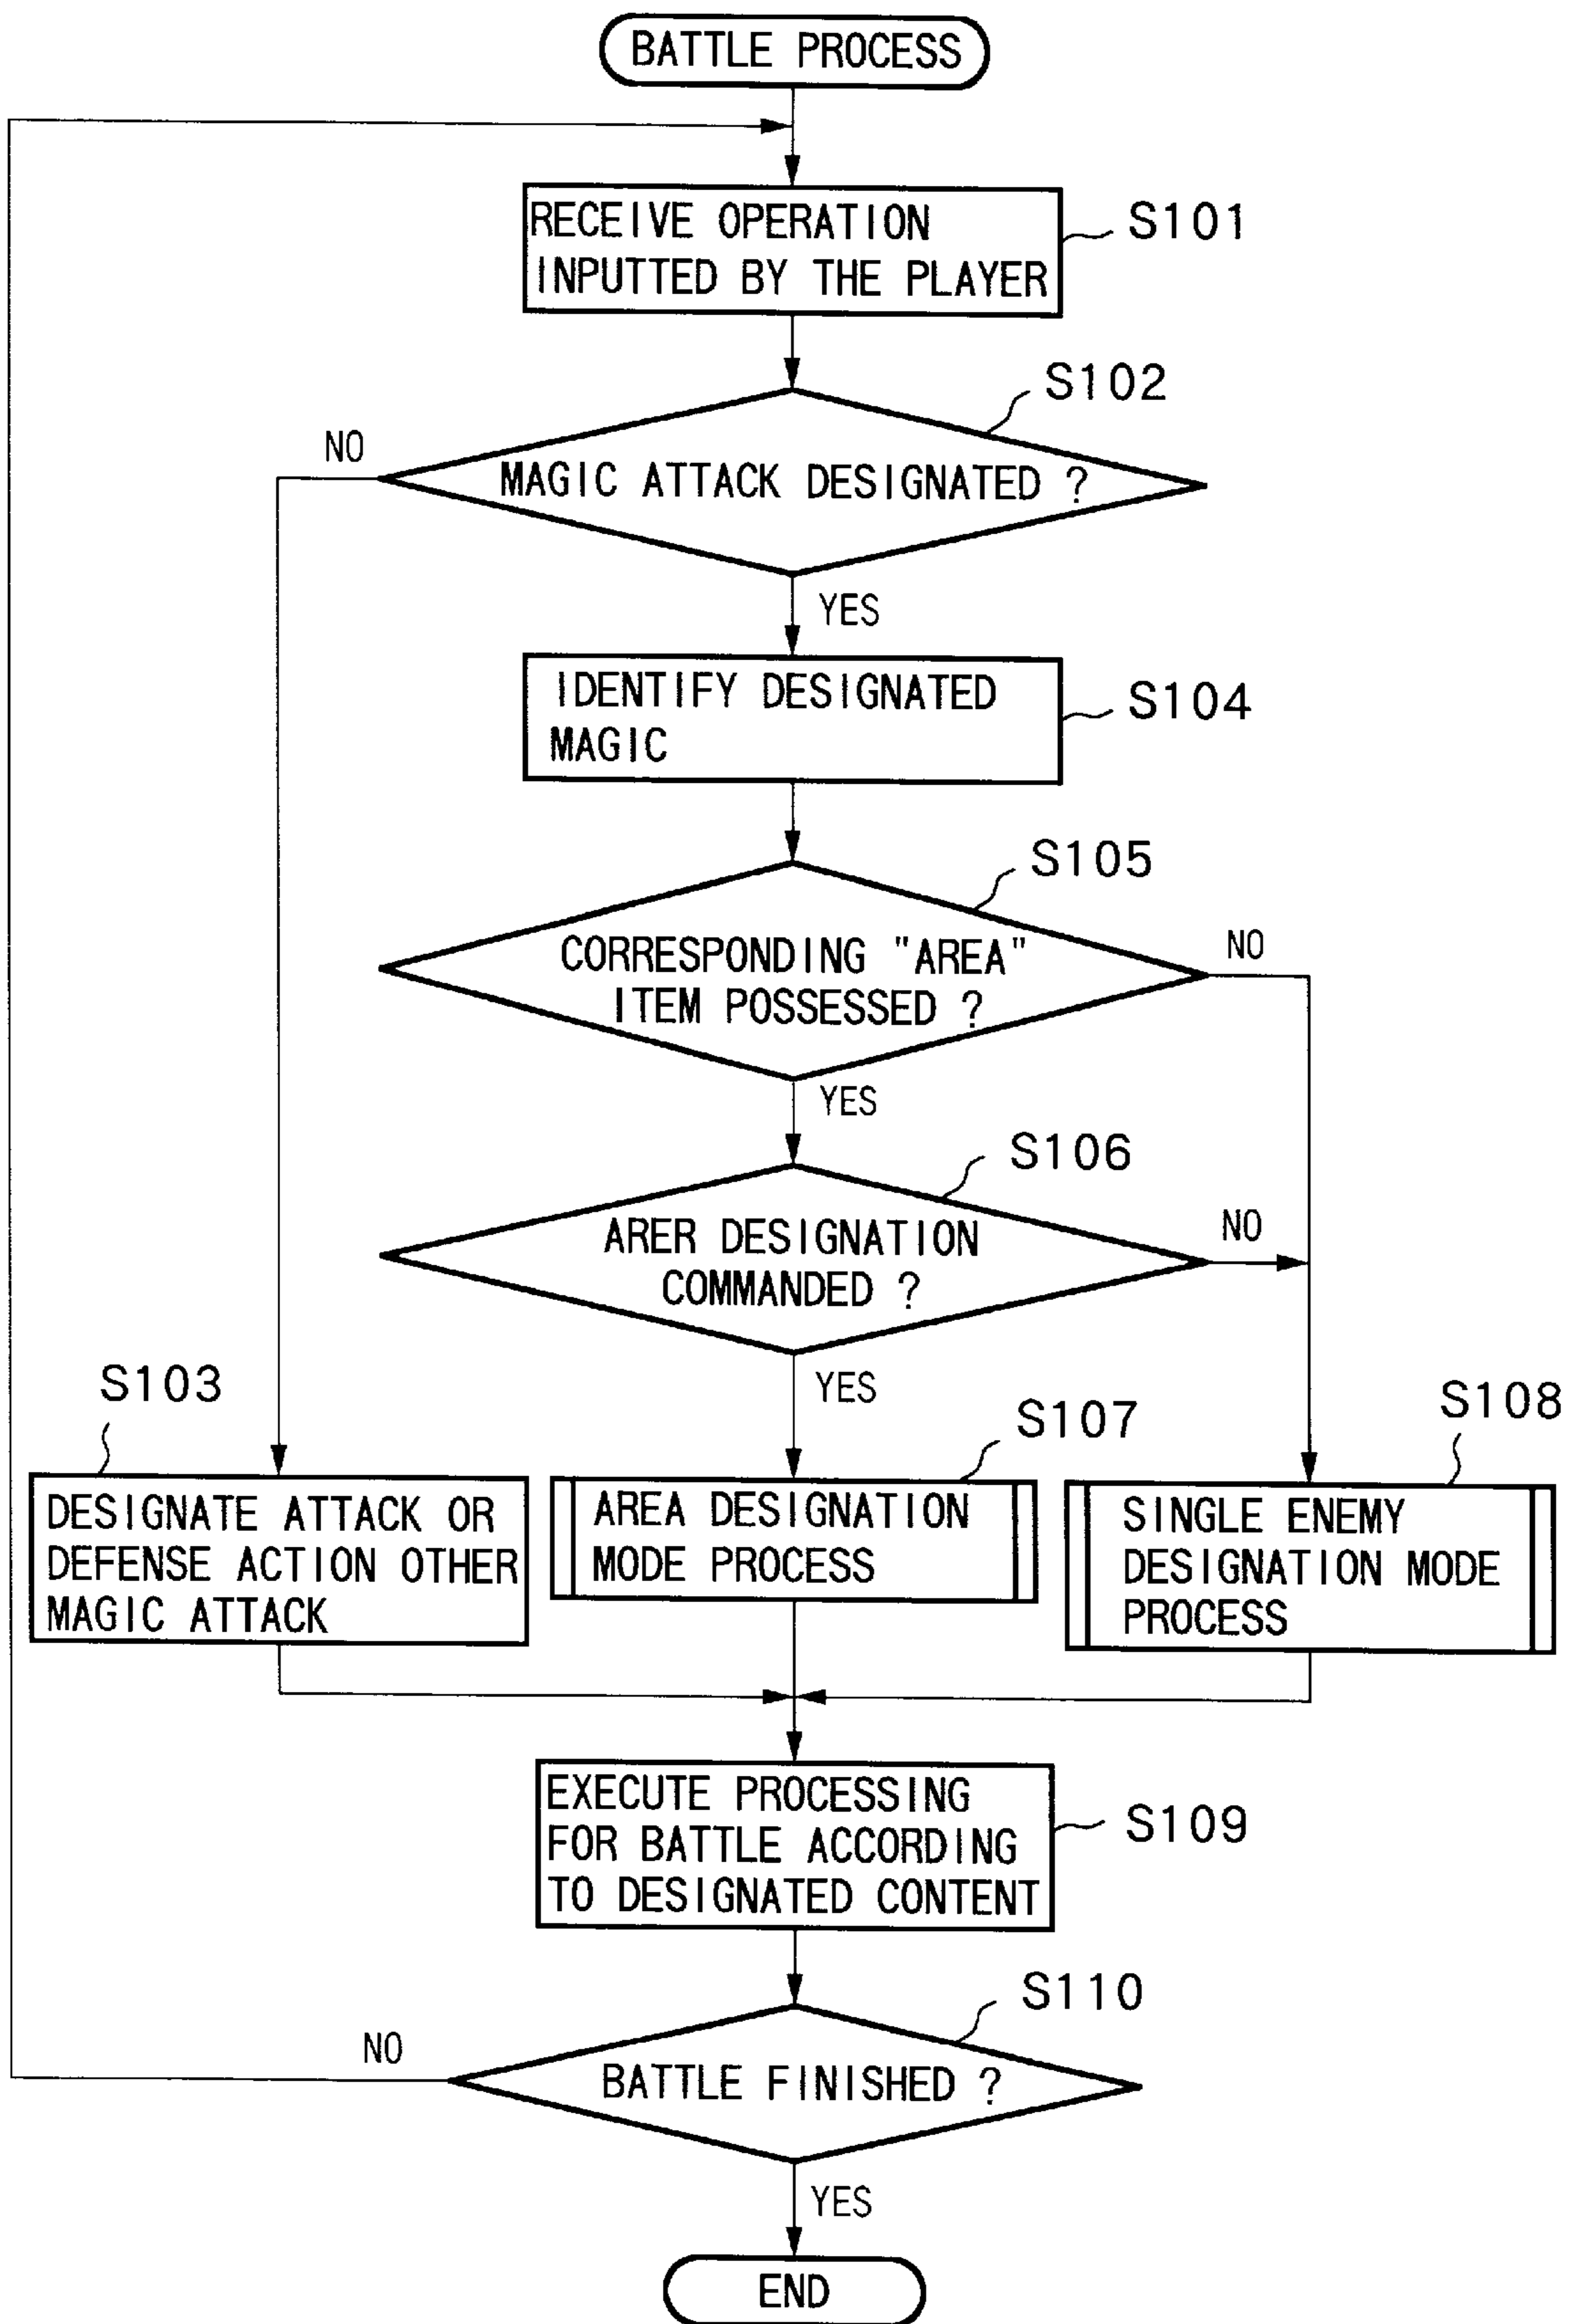 BATTLE PROCESS
RECEIVE OPERATION
INPUTTED BY THE PLAYER
S101
S102
NO
MAGIC ATTACK DESIGNATED ?
YES
IDENTIFY DESIGNATED
MAGIC
S104
S105
CORRESPONDING "AREA"
ITEM POSSESSED ?
NO
YES
S106
ARER DESIGNATION
COMMANDED ?
NO
YES
S103
DESIGNATE ATTACK OR
DEFENSE ACTION OTHER
MAGIC ATTACK
S107
AREA DESIGNATION
MODE PROCESS
S108
SINGLE ENEMY
DESIGNATION MODE
PROCESS
EXECUTE PROCESSING
FOR BATTLE ACCORDING
TO DESIGNATED CONTENT
S109
S110
NO
BATTLE FINISHED ?
YES
END